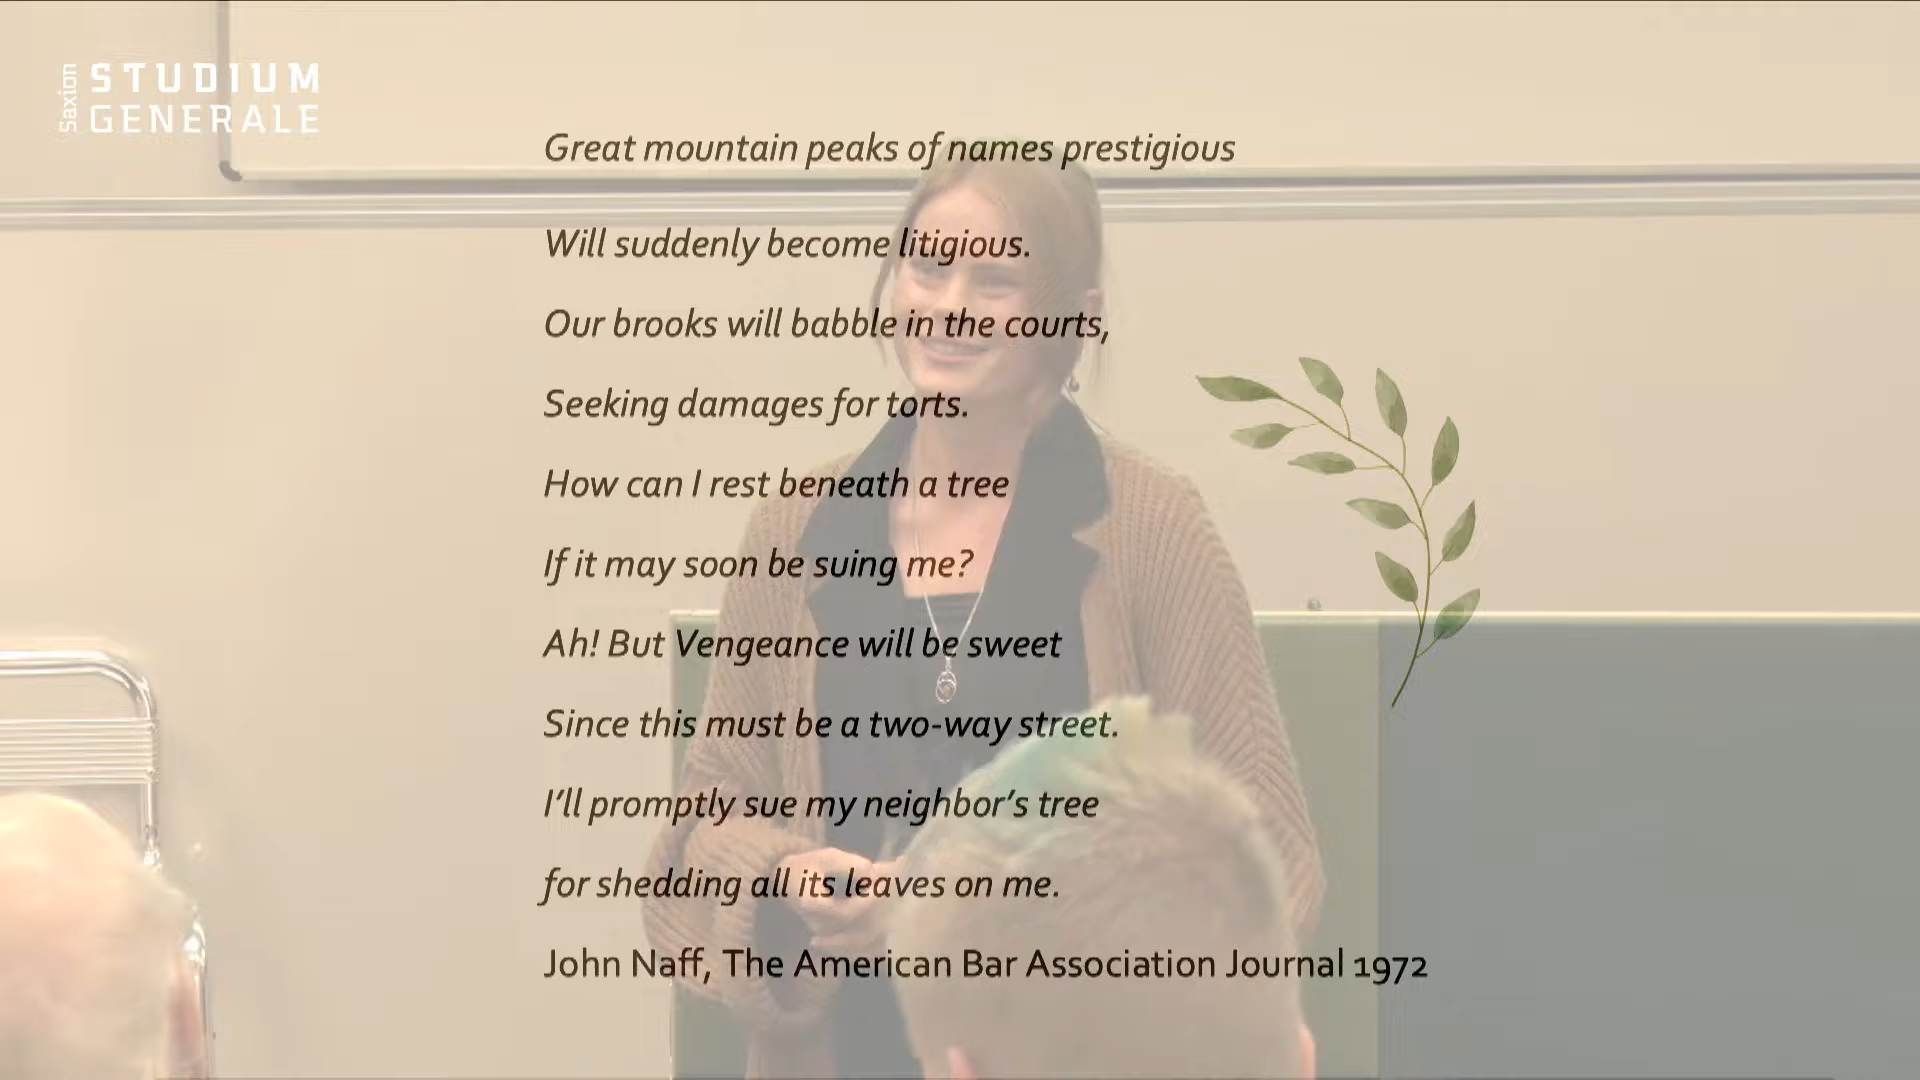 Saxion
STUDIUM
GENERALE
Great mountain peaks of names prestigious
Will suddenly become litigious.
Our brooks will babble in the courts,
Seeking damages for torts.
How can I rest beneath a tree
If it may soon be suing me?
Ah! But Vengeance will be sweet
Since this must be a two-way street.
I’ll promptly sue my neighbor’s tree
for shedding all its leaves on me.
John Naff, The American Bar Association Journal 1972